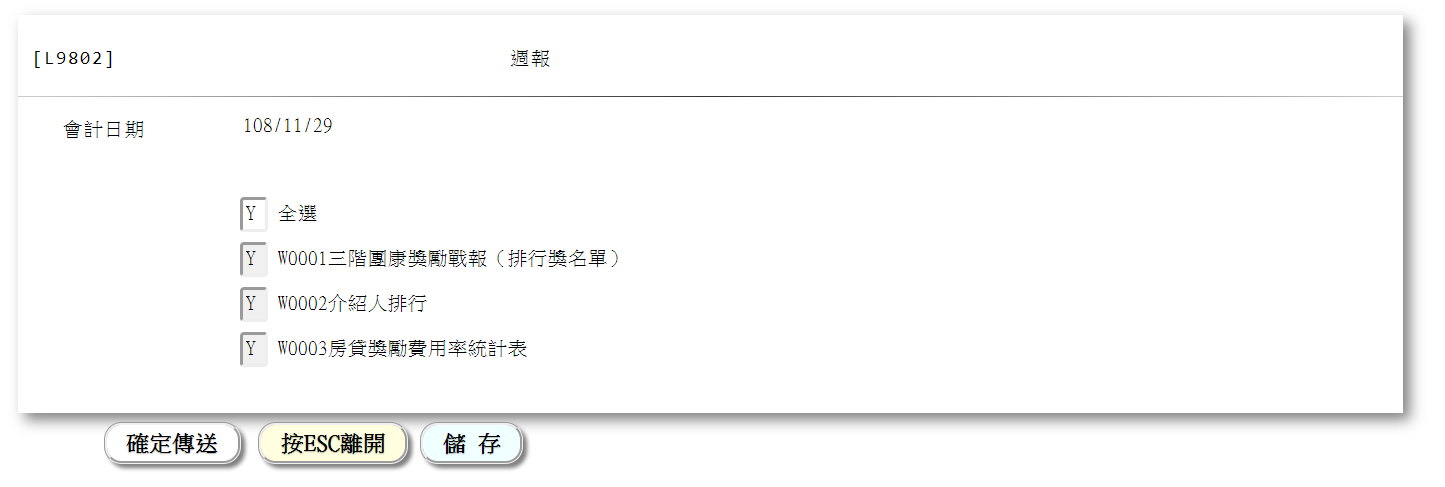 [L9802] 週報
會計日期 108/11/29
Y 全選
Y W0001三階團康獎勵戰報（排行獎名單）
Y W0002介紹人排行
Y W0003房貸獎勵費用率統計表
確定傳送 按ESC離開 儲 存